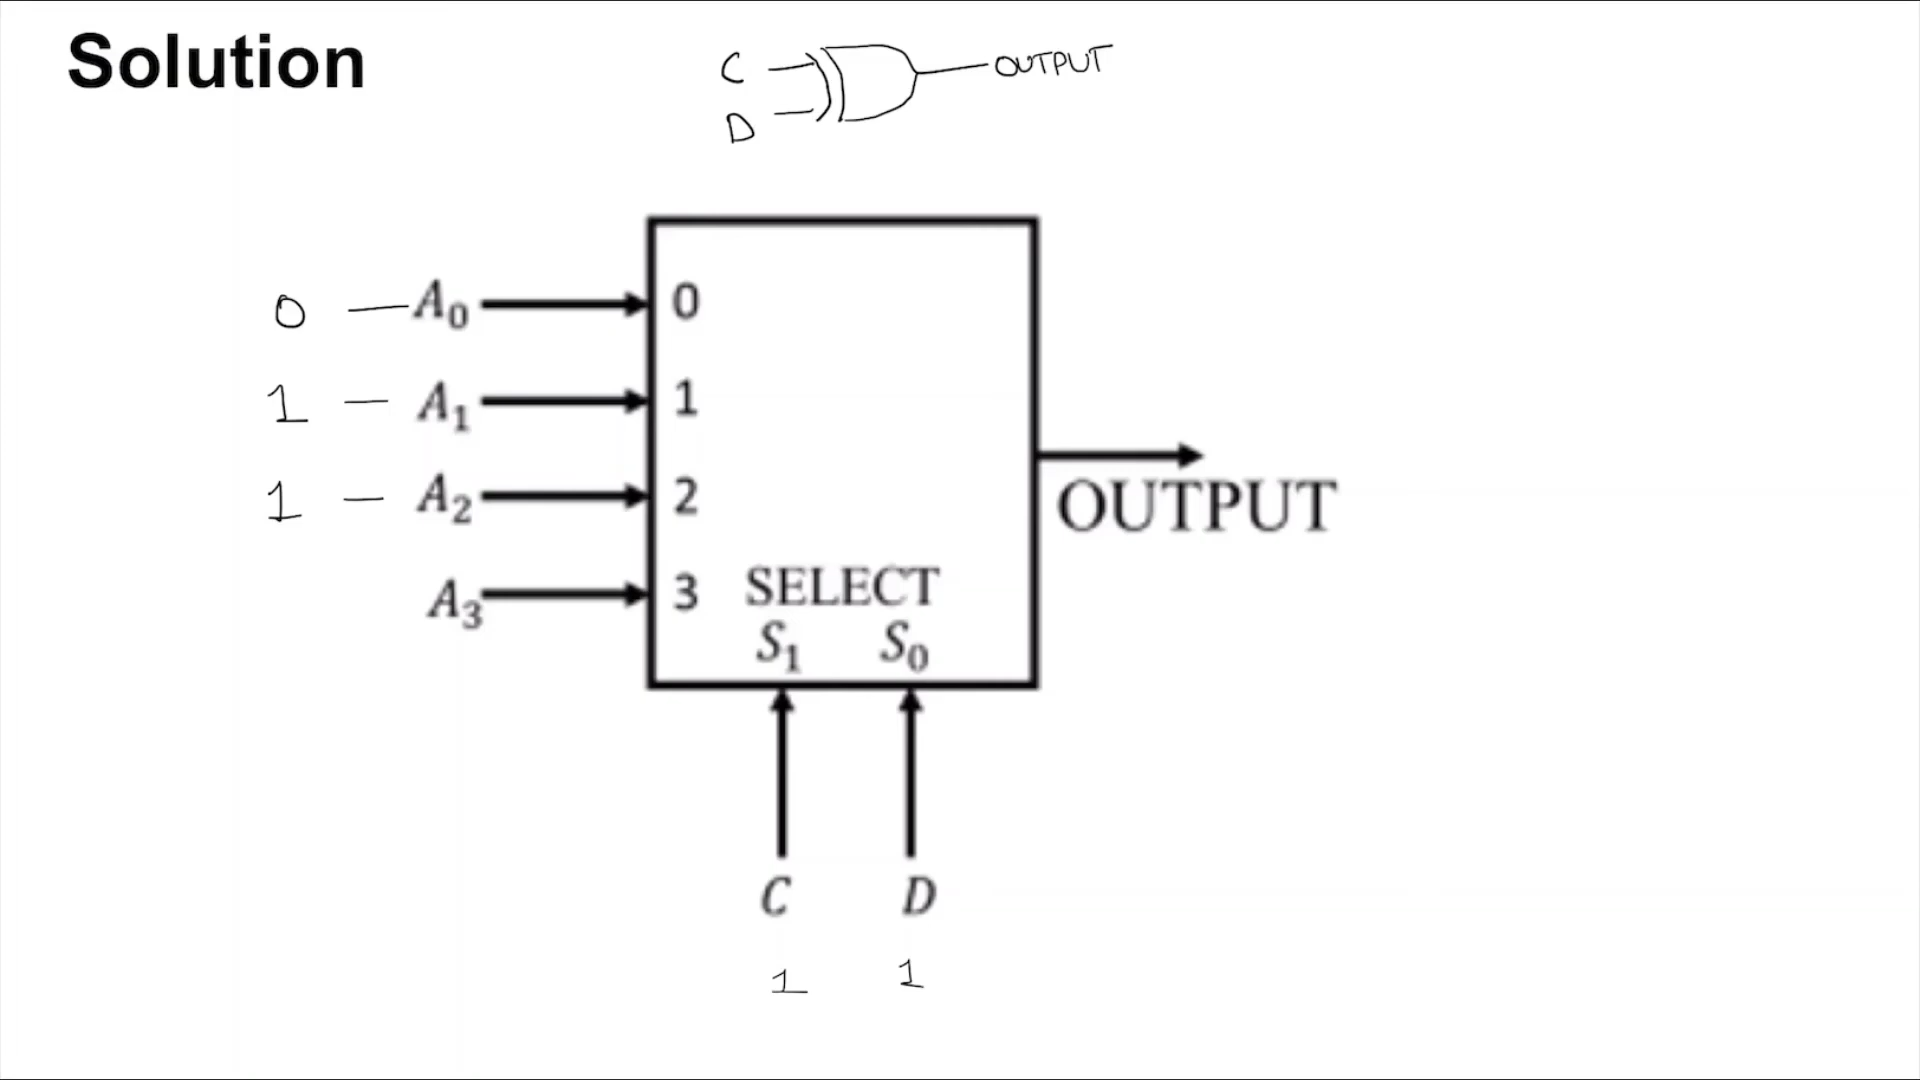 Solution
C
D
OUTPUT
0 — A₀ 0
1 — A₁ 1
1 — A₂ 2
A₃ 3
SELECT
S₁ S₀
OUTPUT
C D
1 1